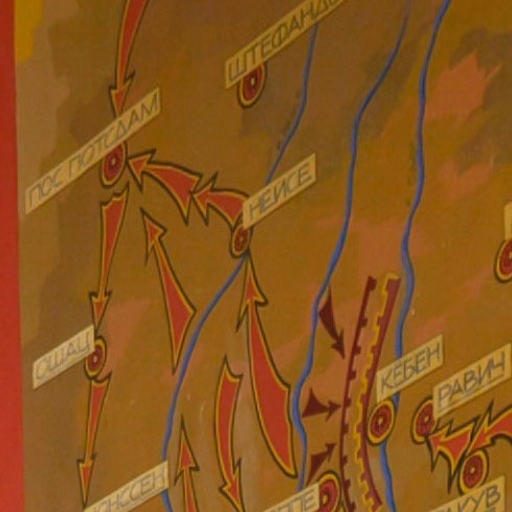 ШТЕФАНД
ПОС ПОТСДАМ
НЕИСЕ
ОШАЦ
КЕБЕН
РАВИЧ